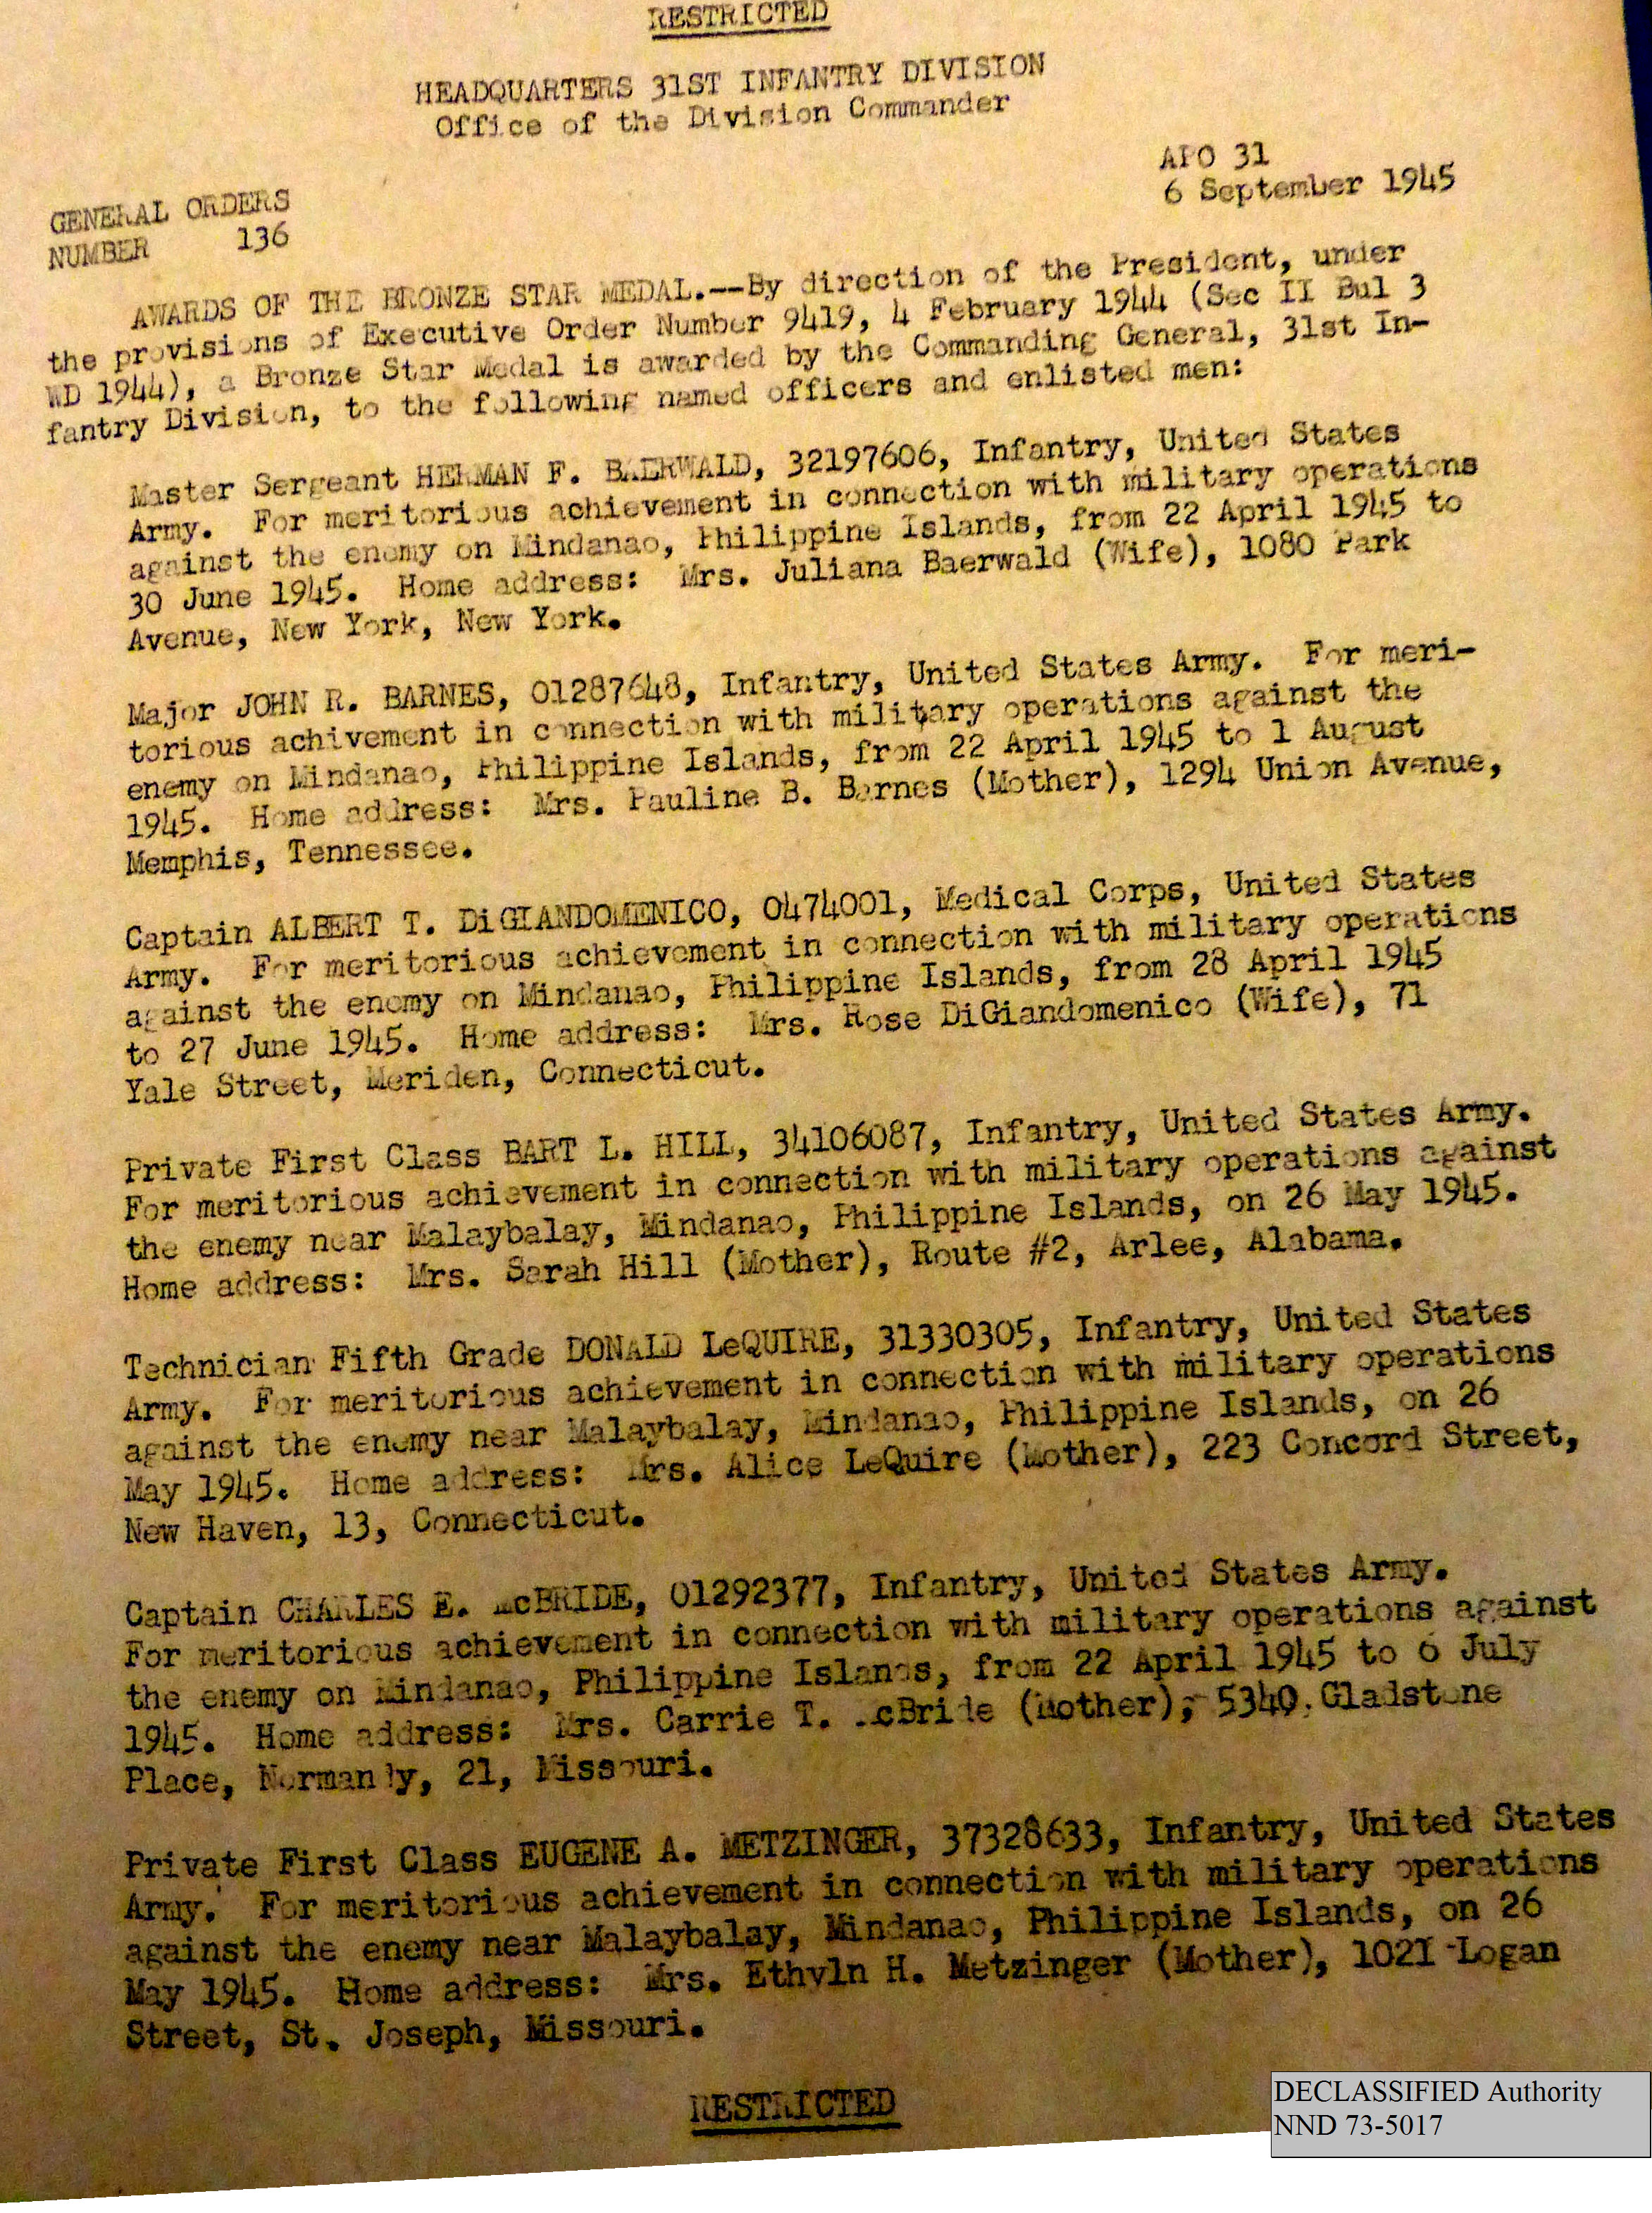 RESTRICTED
HEADQUARTERS 31ST INFANTRY DIVISION
Office of the Division Commander
APO 31
6 September 1945
GENERAL ORDERS
NUMBER 136
AWARDS OF THE BRONZE STAR MEDAL.--By direction of the President, under
the provisions of Executive Order Number 9419, 4 February 1944 (Sec II Bul 3
WD 1944), a Bronze Star Medal is awarded by the Commanding General, 31st In-
fantry Division, to the following named officers and enlisted men:
Master Sergeant HERMAN F. BAERWALD, 32197606, Infantry, United States
Army. For meritorious achievement in connection with military operations
against the enemy on Mindanao, Philippine Islands, from 22 April 1945 to
30 June 1945. Home address: Mrs. Juliana Baerwald (Wife), 1080 Park
Avenue, New York, New York.
Major JOHN R. BARNES, 01287648, Infantry, United States Army. For meri-
torious achivement in connection with military operations against the
enemy on Mindanao, Philippine Islands, from 22 April 1945 to 1 August
1945. Home address: Mrs. Pauline B. Barnes (Mother), 1294 Union Avenue,
Memphis, Tennessee.
Captain ALBERT T. DiGIANDOMENICO, 0474001, Medical Corps, United States
Army. For meritorious achievement in connection with military operations
against the enemy on Mindanao, Philippine Islands, from 28 April 1945
to 27 June 1945. Home address: Mrs. Rose DiGiandomenico (Wife), 71
Yale Street, Meriden, Connecticut.
Private First Class BART L. HILL, 34106087, Infantry, United States Army.
For meritorious achievement in connection with military operations against
the enemy near Malaybalay, Mindanao, Philippine Islands, on 26 May 1945.
Home address: Mrs. Sarah Hill (Mother), Route #2, Arlee, Alabama.
Technician Fifth Grade DONALD LeQUIRE, 31330305, Infantry, United States
Army. For meritorious achievement in connection with military operations
against the enemy near Malaybalay, Mindanao, Philippine Islands, on 26
May 1945. Home address: Mrs. Alice LeQuire (Mother), 223 Concord Street,
New Haven, 13, Connecticut.
Captain CHARLES E. McBRIDE, 01292377, Infantry, United States Army.
For meritorious achievement in connection with military operations against
the enemy on Mindanao, Philippine Islands, from 22 April 1945 to 6 July
1945. Home address: Mrs. Carrie T. McBride (Mother), 5340 Gladstone
Place, Normandy, 21, Missouri.
Private First Class EUGENE A. METZINGER, 37328633, Infantry, United States
Army. For meritorious achievement in connection with military operations
against the enemy near Malaybalay, Mindanao, Philippine Islands, on 26
May 1945. Home address: Mrs. Ethvln H. Metzinger (Mother), 1021 Logan
Street, St. Joseph, Missouri.
RESTRICTED
DECLASSIFIED Authority
NND 73-5017